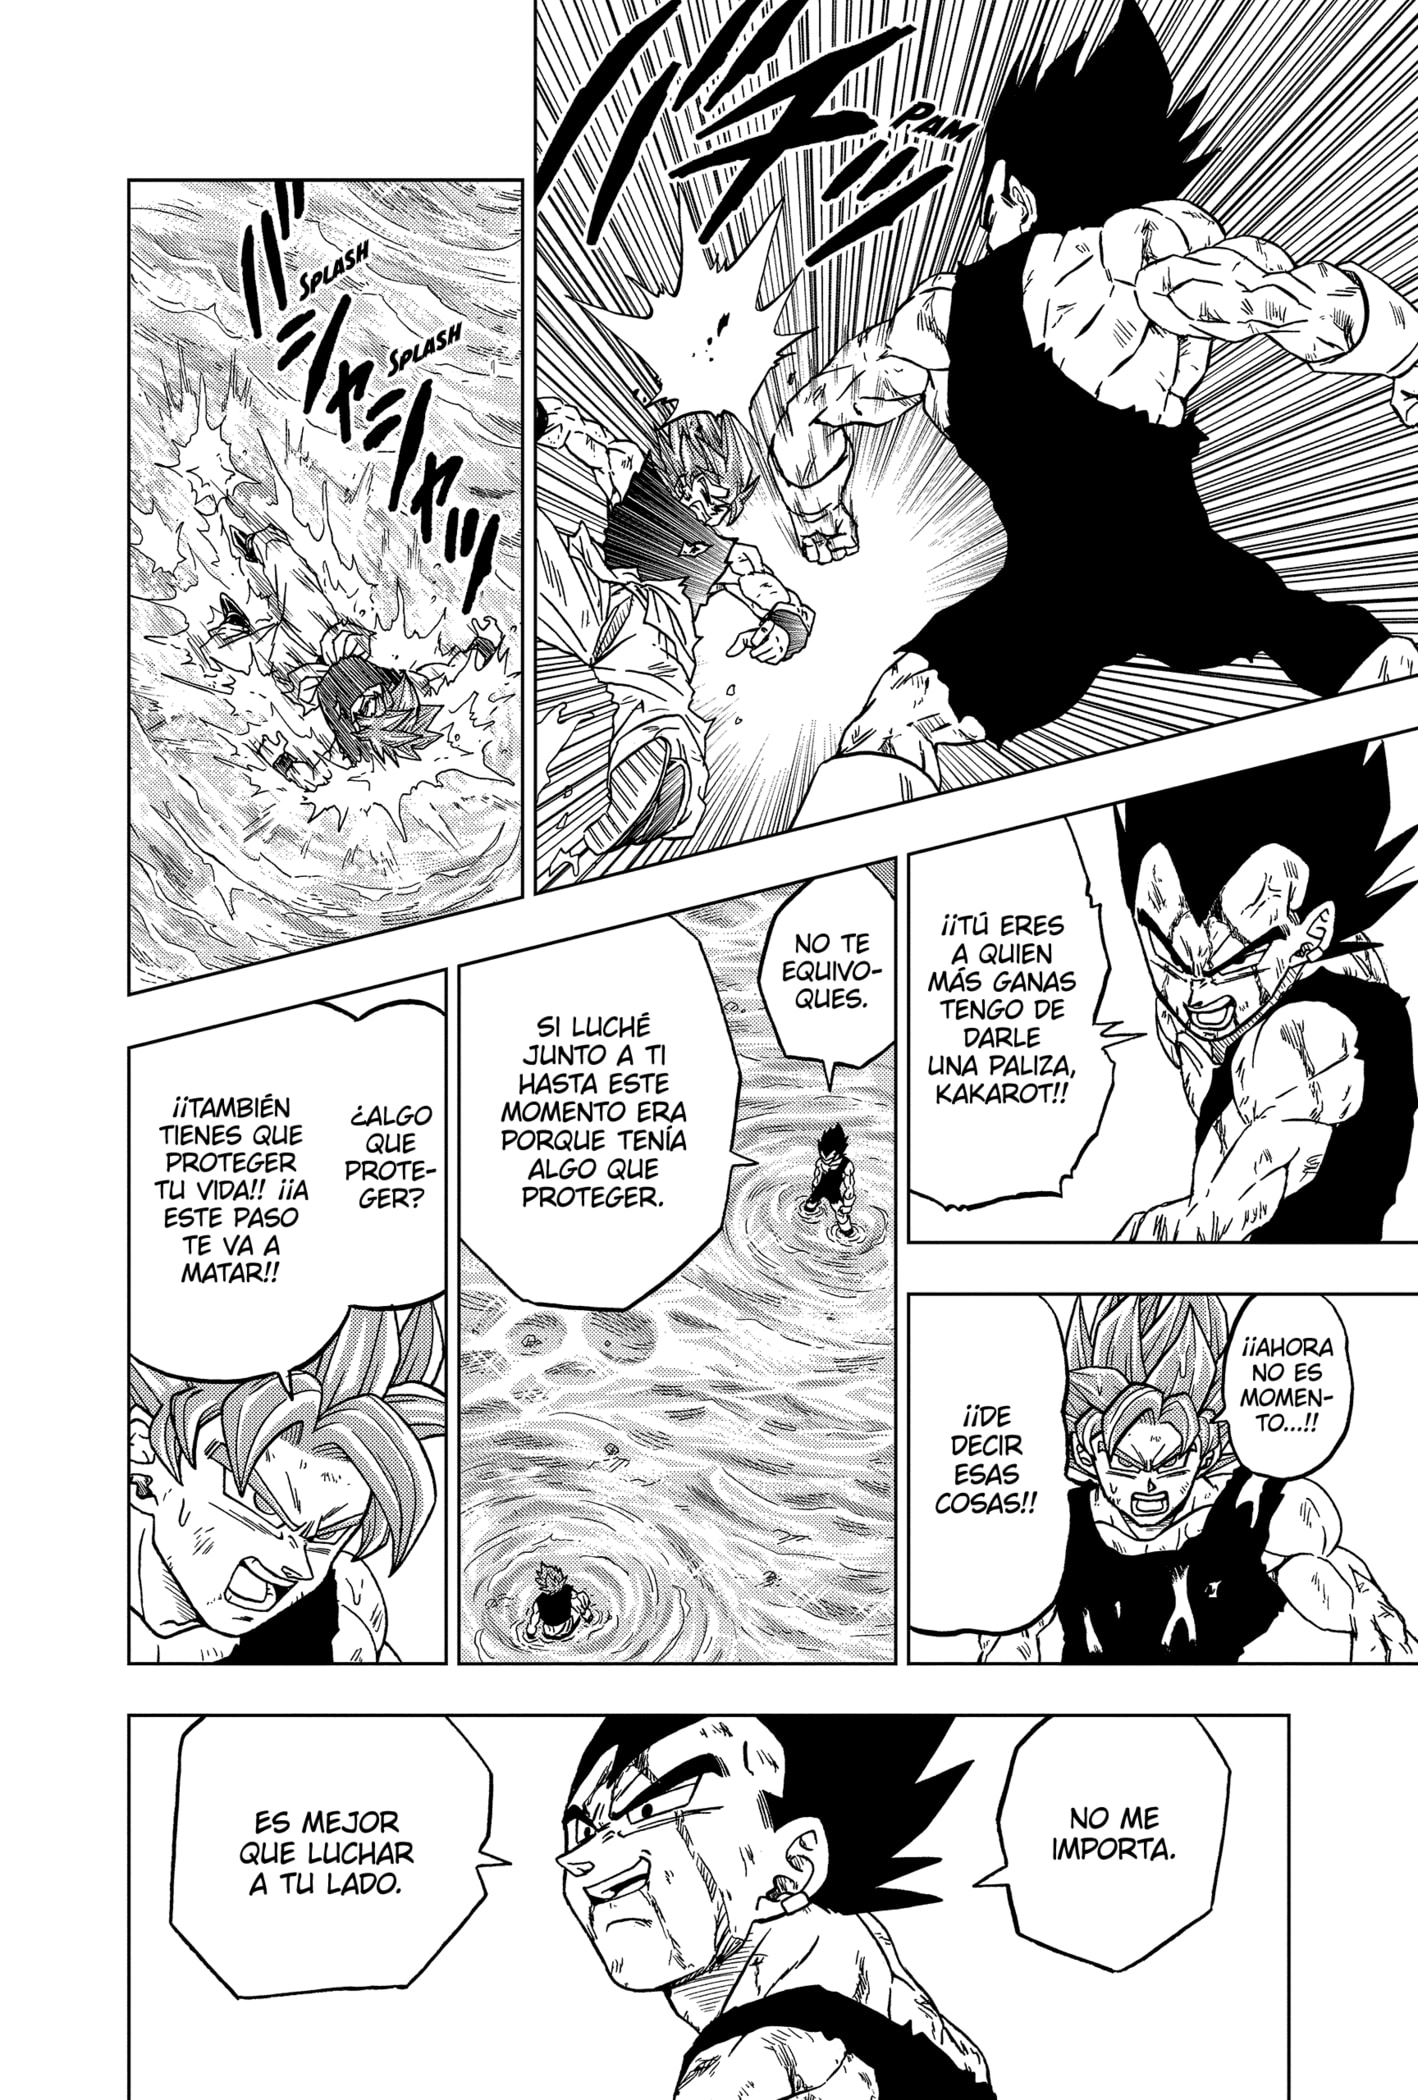 PAM
バキィ
SPLASH
SPLASH
バシャシャッ
¡¡TÚ ERES
A QUIEN
MÁS GANAS
TENGO DE
DARLE
UNA PALIZA,
KAKAROT!!
¡¡AHORA
NO ES
MOMEN-
TO...!!
¡¡DE
DECIR
ESAS
COSAS!!
NO TE
EQUIVO-
QUES.
SI LUCHÉ
JUNTO A TI
HASTA ESTE
MOMENTO ERA
PORQUE TENÍA
ALGO QUE
PROTEGER.
¿ALGO
QUE
PROTE-
GER?
¡¡TAMBIÉN
TIENES QUE
PROTEGER
TU VIDA!! ¡¡A
ESTE PASO
TE VA A
MATAR!!
NO ME
IMPORTA.
ES MEJOR
QUE LUCHAR
A TU LADO.